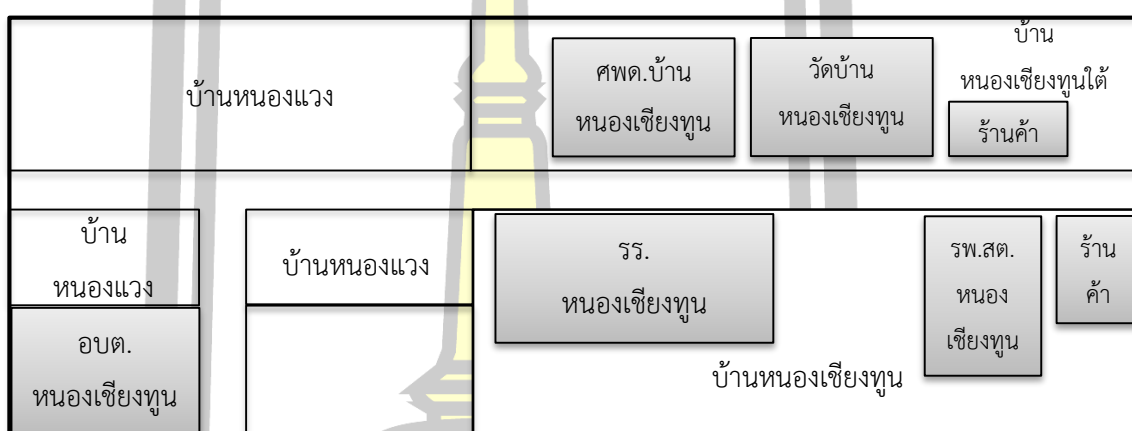 บ้านหนองแวง
ศพด.บ้าน
หนองเชียงทูน
วัดบ้าน
หนองเชียงทูน
บ้าน
หนองเชียงทูนใต้
ร้านค้า
บ้าน
หนองแวง
อบต.
หนองเชียงทูน
บ้านหนองแวง
รร.
หนองเชียงทูน
บ้านหนองเชียงทูน
รพ.สต.
หนอง
เชียงทูน
ร้าน
ค้า